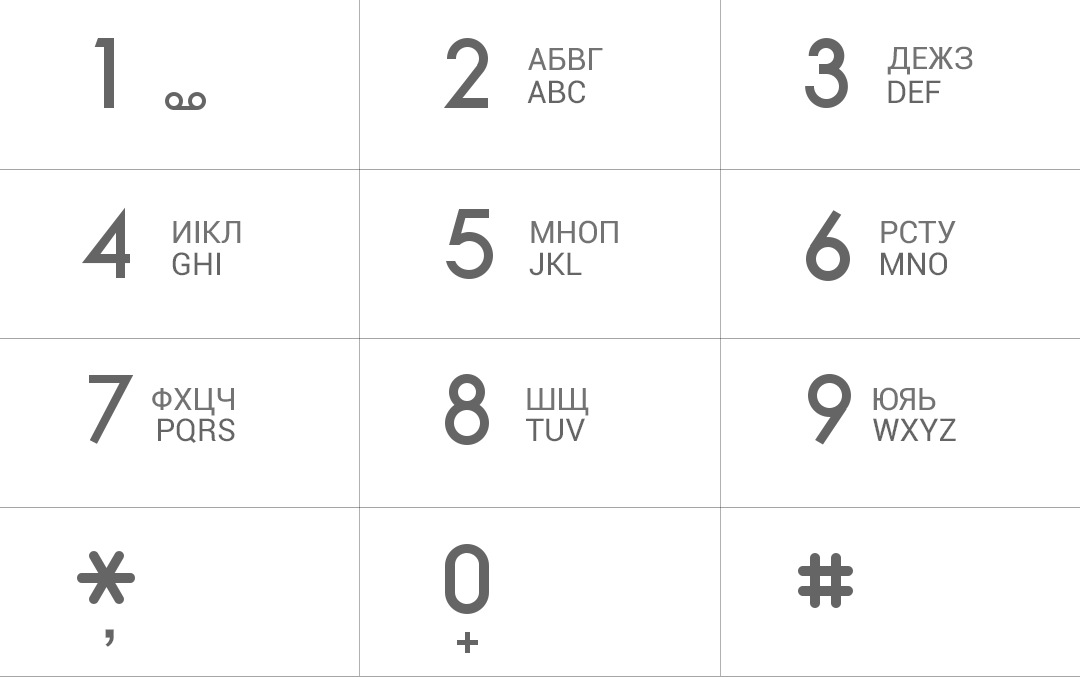 1
2 АБВГ
ABC
3 ДЕЖЗ
DEF
4 ИІКЛ
GHI
5 МНОП
JKL
6 РСТУ
MNO
7 ФХЦЧ
PQRS
8 ШЩ
TUV
9 ЮЯЬ
WXYZ
*
,
0
+
#